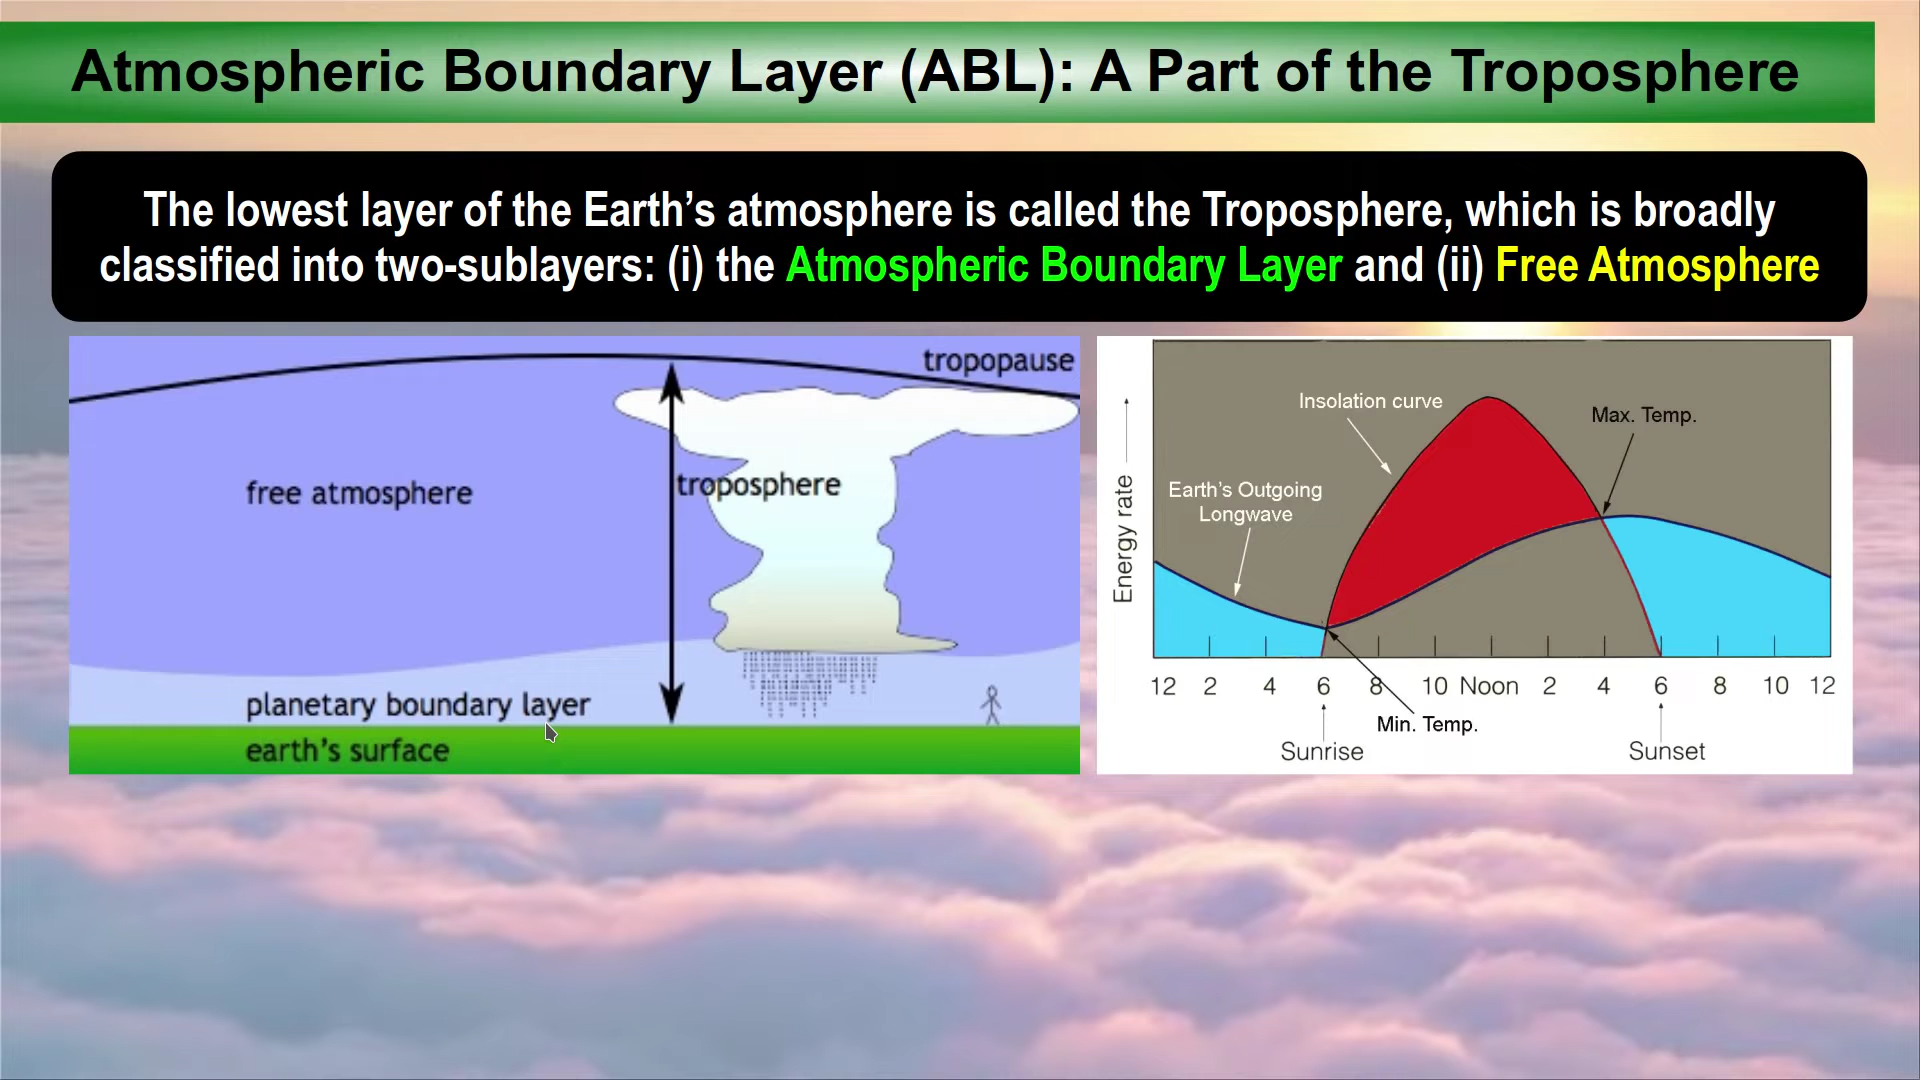 Atmospheric Boundary Layer (ABL): A Part of the Troposphere
The lowest layer of the Earth’s atmosphere is called the Troposphere, which is broadly
classified into two-sublayers: (i) the Atmospheric Boundary Layer and (ii) Free Atmosphere
tropopause
free atmosphere
troposphere
planetary boundary layer
earth’s surface
Insolation curve
Max. Temp.
Earth’s Outgoing
Longwave
Energy rate
12 2 4 6 8 10 Noon 2 4 6 8 10 12
Min. Temp.
Sunrise
Sunset